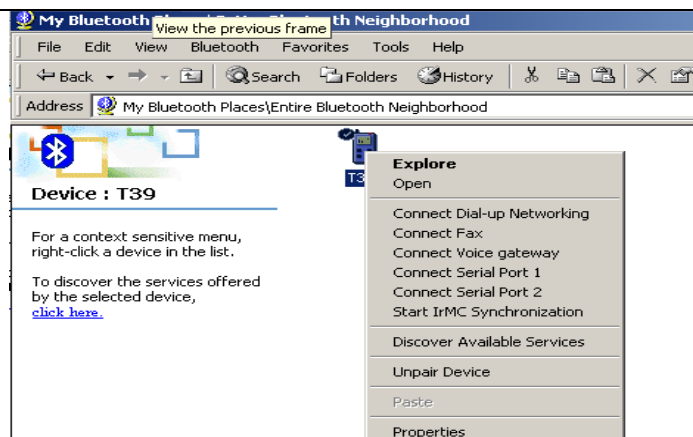 My Bluetooth
th Neighborhood
View the previous frame
File Edit View Bluetooth Favorites Tools Help
Back Search Folders History
Address My Bluetooth Places\Entire Bluetooth Neighborhood
Device : T39
For a context sensitive menu,
right-click a device in the list.
To discover the services offered
by the selected device,
click here.
T3
Explore
Open
Connect Dial-up Networking
Connect Fax
Connect Voice gateway
Connect Serial Port 1
Connect Serial Port 2
Start IrMC Synchronization
Discover Available Services
Unpair Device
Paste
Properties